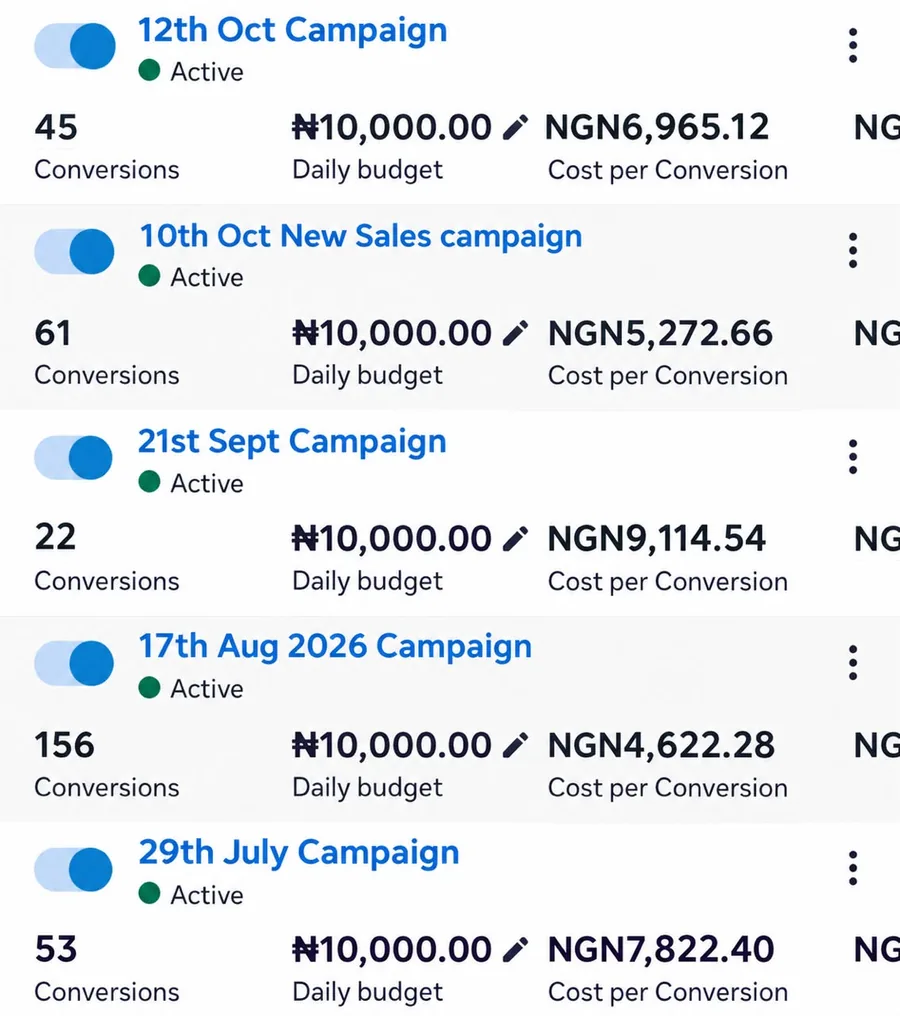 12th Oct Campaign
Active
45 ₦10,000.00 NGN6,965.12 NG
Conversions Daily budget Cost per Conversion
10th Oct New Sales campaign
Active
61 ₦10,000.00 NGN5,272.66 NG
Conversions Daily budget Cost per Conversion
21st Sept Campaign
Active
22 ₦10,000.00 NGN9,114.54 NG
Conversions Daily budget Cost per Conversion
17th Aug 2026 Campaign
Active
156 ₦10,000.00 NGN4,622.28 NG
Conversions Daily budget Cost per Conversion
29th July Campaign
Active
53 ₦10,000.00 NGN7,822.40 NG
Conversions Daily budget Cost per Conversion